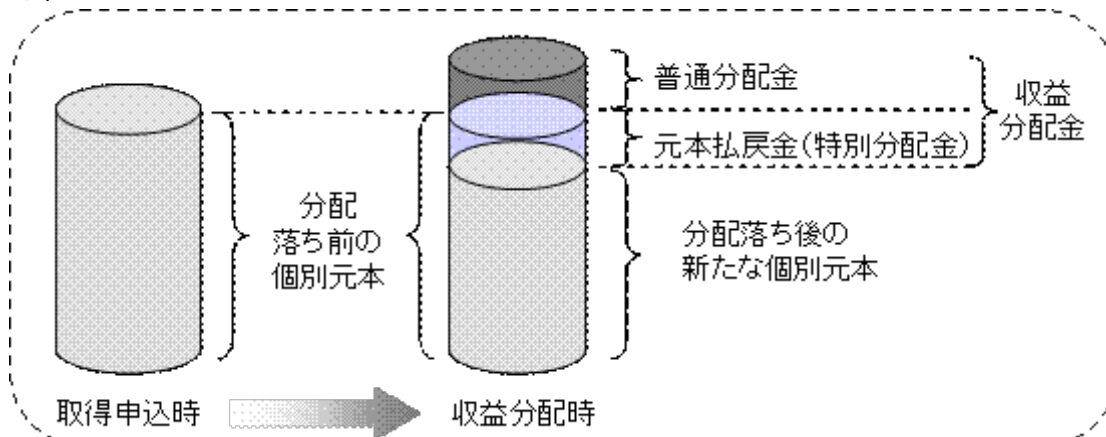 普通分配金
元本払戻金(特別分配金)
収益
分配金
分配
落ち前の
個別元本
分配落ち後の
新たな個別元本
取得申込時
収益分配時